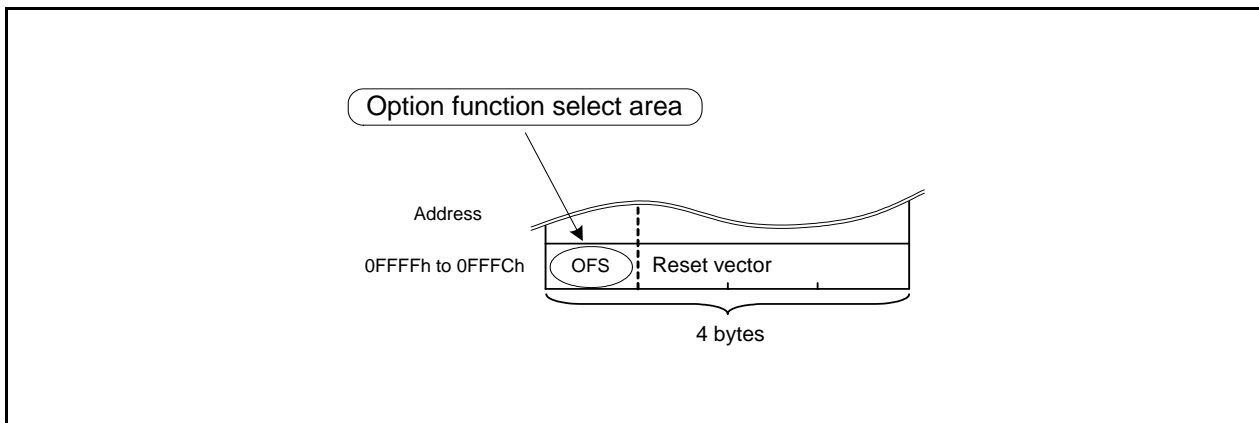 Option function select area
Address
0FFFFh to 0FFFCh
OFS
Reset vector
4 bytes